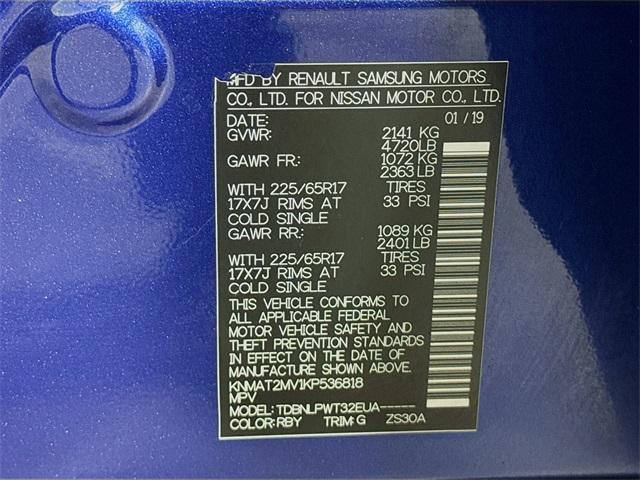 MFD BY RENAULT SAMSUNG MOTORS
CO., LTD. FOR NISSAN MOTOR CO., LTD.
DATE: 01 / 19
GVWR: 2141 KG
4720LB
GAWR FR: 1072 KG
2363 LB
WITH 225/65R17 TIRES
17X7J RIMS AT 33 PSI
COLD SINGLE
GAWR RR: 1089 KG
2401 LB
WITH 225/65R17 TIRES
17X7J RIMS AT 33 PSI
COLD SINGLE
THIS VEHICLE CONFORMS TO
ALL APPLICABLE FEDERAL
MOTOR VEHICLE SAFETY AND
THEFT PREVENTION STANDARDS
IN EFFECT ON THE DATE OF
MANUFACTURE SHOWN ABOVE.
KNMAT2MV1KP536818
MPV
MODEL: TDBNLPWT32EUA-----
COLOR: RBY TRIM: G ZS30A